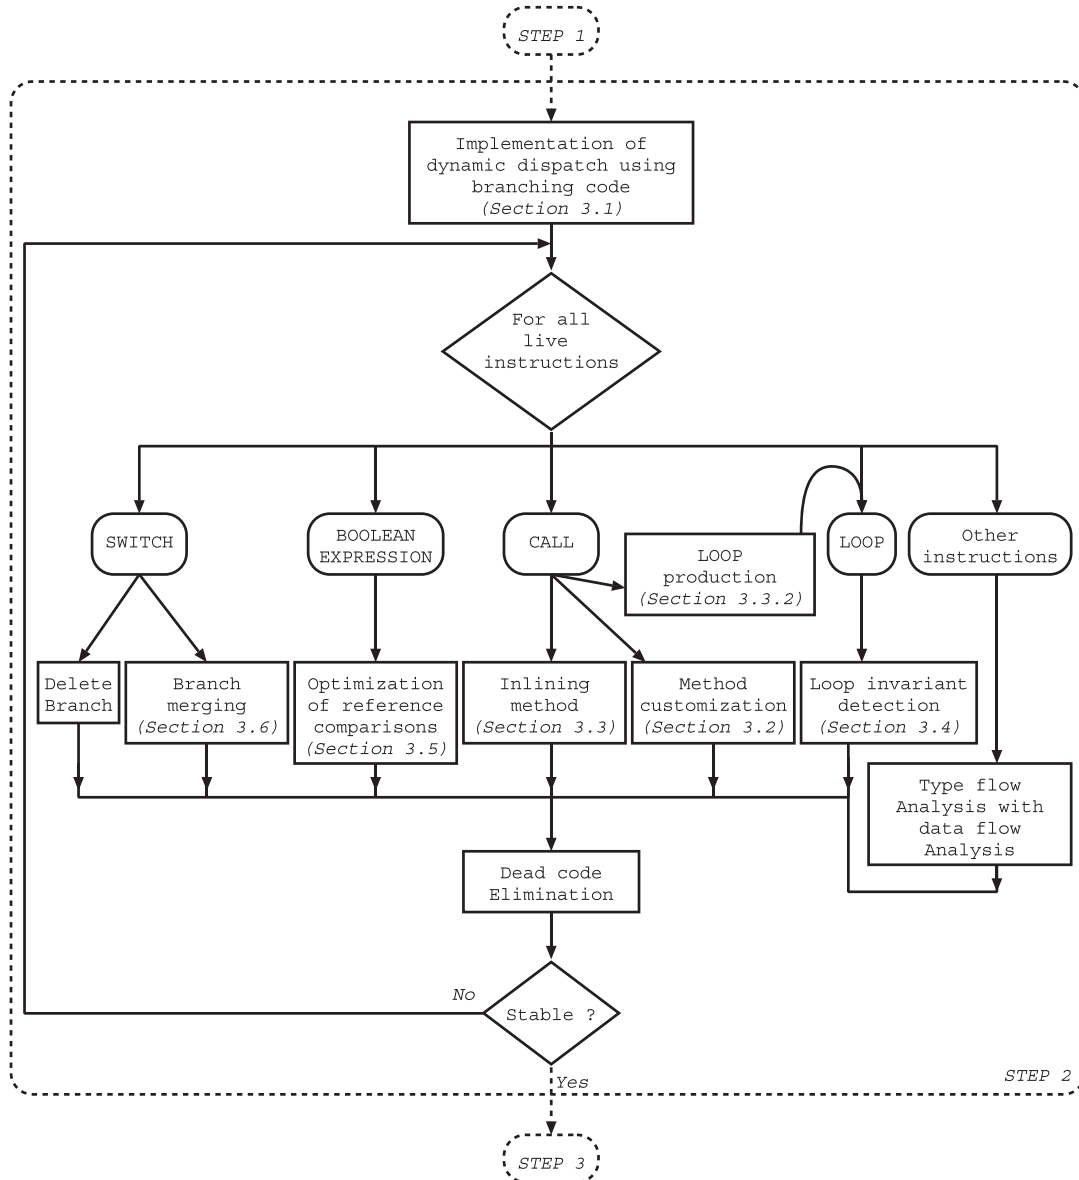 STEP 1
Implementation of
dynamic dispatch using
branching code
(Section 3.1)
For all
live
instructions
SWITCH
BOOLEAN
EXPRESSION
CALL
LOOP
production
(Section 3.3.2)
LOOP
Other
instructions
Delete
Branch
Branch
merging
(Section 3.6)
Optimization
of reference
comparisons
(Section 3.5)
Inlining
method
(Section 3.3)
Method
customization
(Section 3.2)
Loop invariant
detection
(Section 3.4)
Type flow
Analysis with
data flow
Analysis
Dead code
Elimination
No
Stable ?
Yes
STEP 2
STEP 3